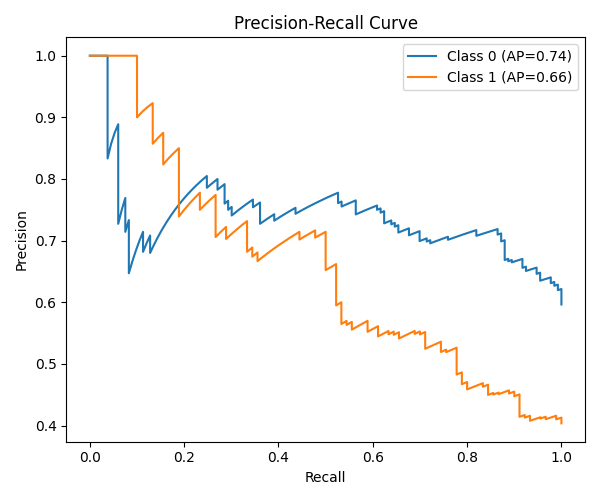 Precision-Recall Curve
Class 0 (AP=0.74)
Class 1 (AP=0.66)
Precision
1.0
0.9
0.8
0.7
0.6
0.5
0.4
0.0 0.2 0.4 0.6 0.8 1.0
Recall